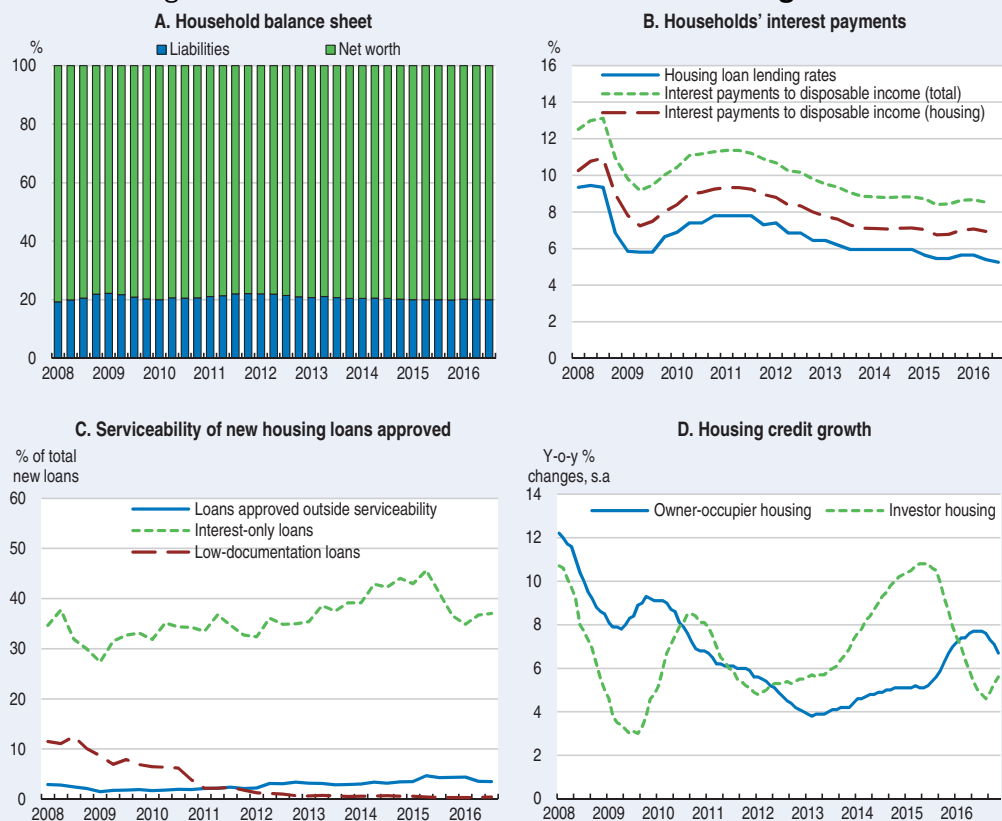 A. Household balance sheet
%
Liabilities
Net worth
100
80
60
40
20
0
2008 2009 2010 2011 2012 2013 2014 2015 2016
B. Households’ interest payments
%
16
14
12
10
8
6
4
2
0
Housing loan lending rates
Interest payments to disposable income (total)
Interest payments to disposable income (housing)
2008 2009 2010 2011 2012 2013 2014 2015 2016
C. Serviceability of new housing loans approved
% of total
new loans
60
50
40
30
20
10
0
Loans approved outside serviceability
Interest-only loans
Low-documentation loans
2008 2009 2010 2011 2012 2013 2014 2015 2016
D. Housing credit growth
Y-o-y %
changes, s.a
14
12
10
8
6
4
2
0
Owner-occupier housing
Investor housing
2008 2009 2010 2011 2012 2013 2014 2015 2016